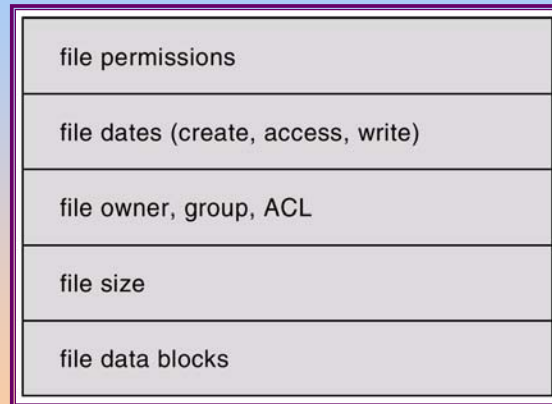 file permissions
file dates (create, access, write)
file owner, group, ACL
file size
file data blocks